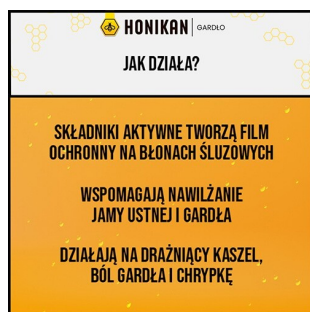 HONIKAN GARDŁO
JAK DZIAŁA?
SKŁADNIKI AKTYWNE TWORZĄ FILM
OCHRONNY NA BŁONACH ŚLUZOWYCH
WSPOMAGAJĄ NAWILŻANIE
JAMY USTNEJ I GARDŁA
DZIAŁAJĄ NA DRAŻNIĄCY KASZEL,
BÓL GARDŁA I CHRYPKĘ